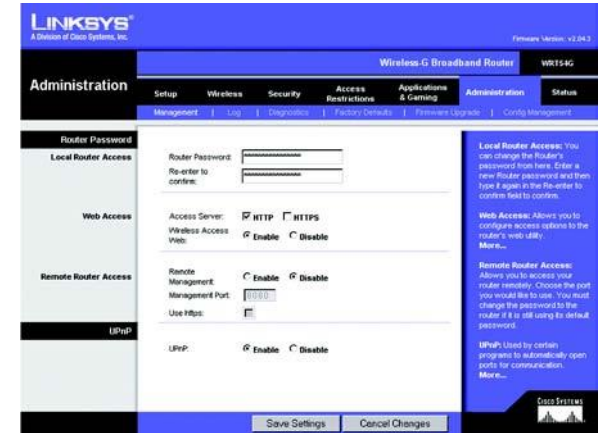 LINKSYS®
A Division of Cisco Systems, Inc.
Firmware Version: v2.04.3
Wireless-G Broadband Router WRT54G
Administration
Setup Wireless Security Access Restrictions Applications & Gaming Administration Status
Management | Log | Diagnostics | Factory Defaults | Firmware Upgrade | Config Management
Router Password
Local Router Access
Router Password:
Re-enter to
confirm:
Web Access
Access Server: HTTP HTTPS
Wireless Access
Web: Enable Disable
Remote Router Access
Remote
Management: Enable Disable
Management Port: 8080
Use https:
UPnP
UPnP: Enable Disable
Save Settings Cancel Changes
Local Router Access: You
can change the Router's
password from here. Enter a
new Router password and then
type it again in the Re-enter to
confirm field to confirm.
Web Access: Allows you to
configure access options to the
router's web utility.
More...
Remote Router Access:
Allows you to access your
router remotely. Choose the port
you would like to use. You must
change the password to the
router if it is still using its default
password.
UPnP: Used by certain
programs to automatically open
ports for communication.
More...
CISCO SYSTEMS